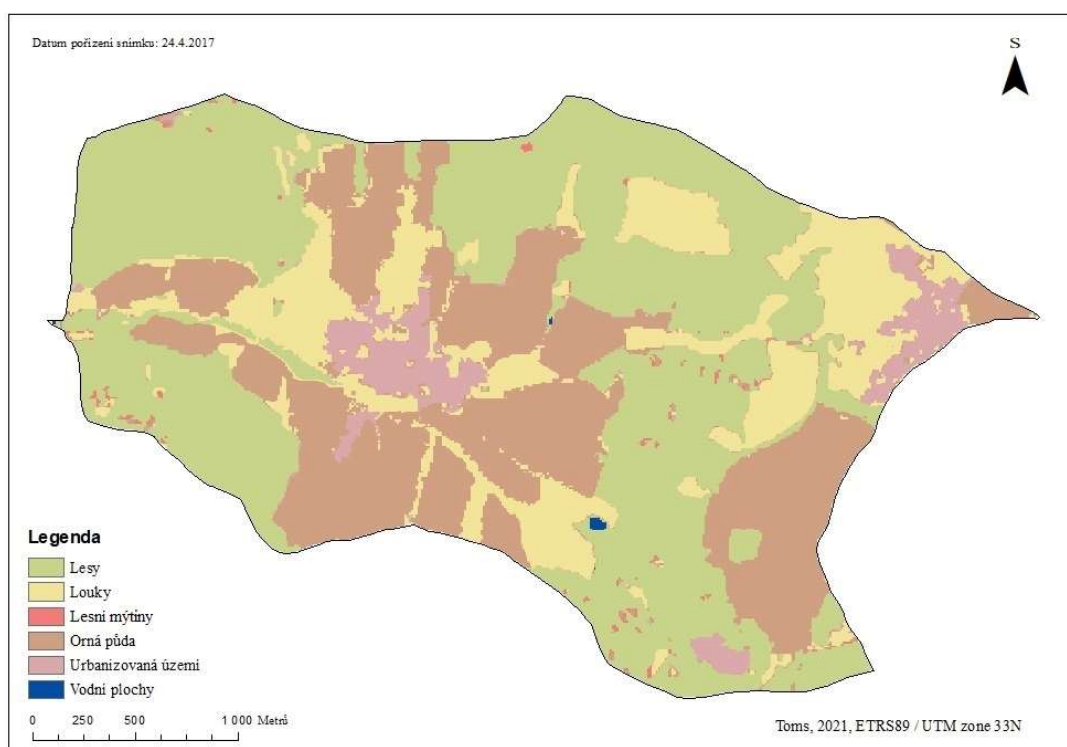 Datum pořízení snímku: 24.4.2017
S
Legenda
Lesy
Louky
Lesní mýtiny
Orná půda
Urbanizovaná území
Vodní plochy
0 250 500 1 000 Metrů
Toms, 2021, ETRS89 / UTM zone 33N